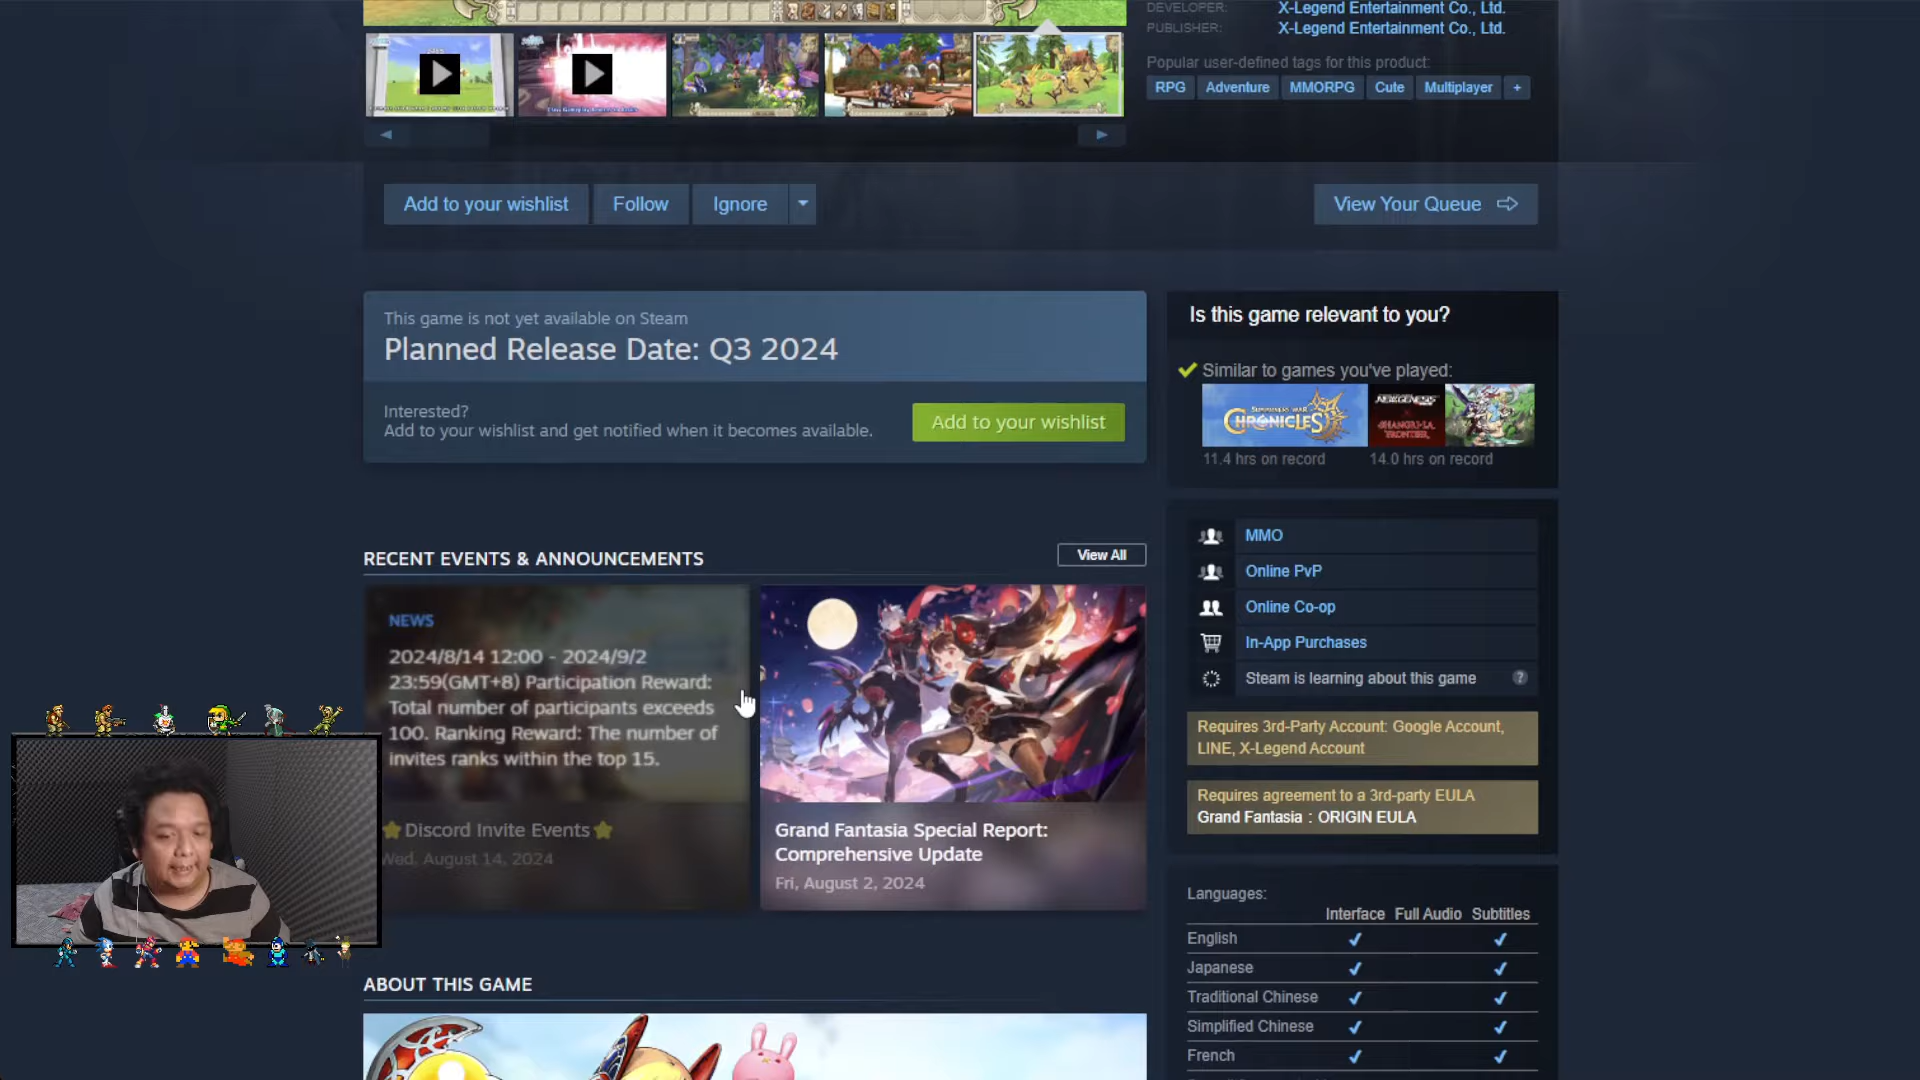 DEVELOPER: X-Legend Entertainment Co., Ltd.
PUBLISHER: X-Legend Entertainment Co., Ltd.
Popular user-defined tags for this product:
RPG Adventure MMORPG Cute Multiplayer +
Add to your wishlist Follow Ignore
View Your Queue
This game is not yet available on Steam
Planned Release Date: Q3 2024
Interested?
Add to your wishlist and get notified when it becomes available.
Add to your wishlist
Is this game relevant to you?
Similar to games you've played:
SUMMONERS WAR
CHRONICLES
NEW GENESIS
SHANGRI-LA
FRONTIER
11.4 hrs on record 14.0 hrs on record
MMO
Online PvP
Online Co-op
In-App Purchases
Steam is learning about this game ?
Requires 3rd-Party Account: Google Account,
LINE, X-Legend Account
Requires agreement to a 3rd-party EULA
Grand Fantasia : ORIGIN EULA
RECENT EVENTS & ANNOUNCEMENTS
View All
NEWS
2024/8/14 12:00 - 2024/9/2
23:59(GMT+8) Participation Reward:
Total number of participants exceeds
100. Ranking Reward: The number of
invites ranks within the top 15.
Discord Invite Events
Wed, August 14, 2024
Grand Fantasia Special Report:
Comprehensive Update
Fri, August 2, 2024
Languages:
Interface Full Audio Subtitles
English
Japanese
Traditional Chinese
Simplified Chinese
French
ABOUT THIS GAME